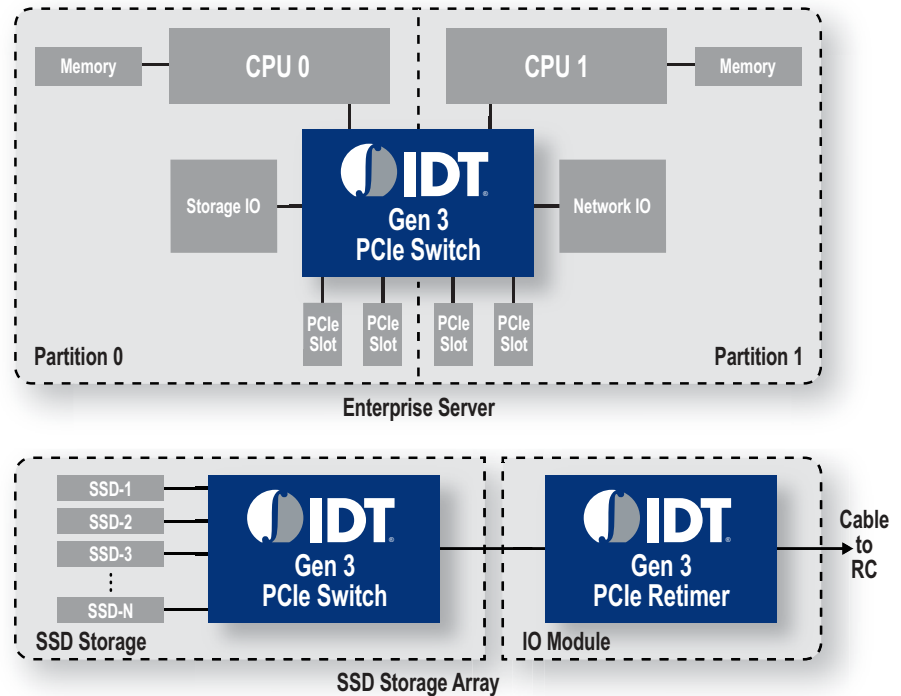 CPU 0
CPU 1
Memory
Memory
IDT
Gen 3
PCIe Switch
Storage IO
Network IO
PCIe
Slot
PCIe
Slot
PCIe
Slot
PCIe
Slot
Partition 0
Partition 1
Enterprise Server
SSD-1
SSD-2
SSD-3
SSD-N
IDT
Gen 3
PCIe Switch
IDT
Gen 3
PCIe Retimer
Cable
to
RC
SSD Storage
IO Module
SSD Storage Array